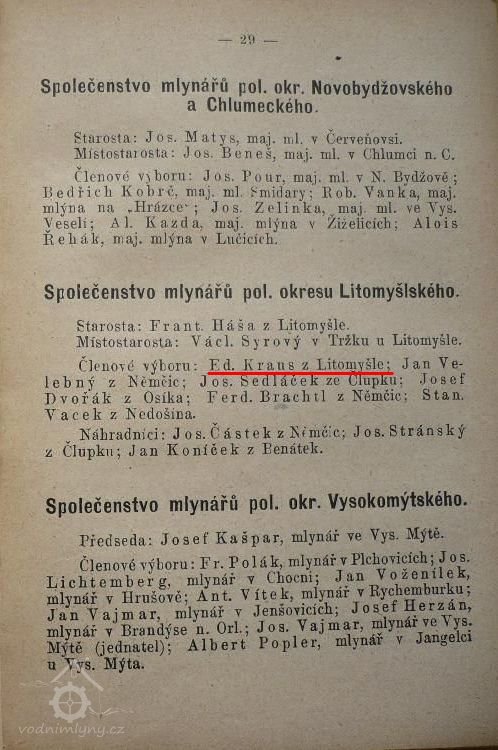 — 29 —
Společenstvo mlynářů pol. okr. Novobydžovského
a Chlumeckého.
Starosta: Jos. Matys, maj. ml. v Červeňovsi.
Místostarosta: Jos. Beneš, maj. ml. v Chlumci n. C.
Členové výboru: Jos. Pour, maj. ml. v N. Bydžově;
Bedřich Kobrč, maj. ml. Smidary; Rob. Vanka, maj.
mlýna na „Hrázce“; Jos. Zelinka, maj. ml. ve Vys.
Veselí; Al. Kazda, maj. mlýna v Žiželicích; Alois
Řehák, maj. mlýna v Lučicích.
Společenstvo mlynářů pol. okresu Litomyšlského.
Starosta: Frant. Háša z Litomyšle.
Místostarosta: Václ. Syrový v Tržku u Litomyšle.
Členové výboru: Ed. Kraus z Litomyšle; Jan Ve-
lebný z Němčic; Jos. Sedláček ze Člupku; Josef
Dvořák z Osíka; Ferd. Brachtl z Němčic; Stan.
Vacek z Nedošína.
Náhradníci: Jos. Částek z Němčic; Jos. Stránský
z Člupku; Jan Koníček z Benátek.
Společenstvo mlynářů pol. okr. Vysokomýtského.
Předseda: Josef Kašpar, mlynář ve Vys. Mýtě.
Členové výboru: Fr. Polák, mlynář v Plchovicích; Jos.
Lichtemberg, mlynář v Chocni; Jan Voženílek,
mlynář v Hrušově; Ant. Vítek, mlynář v Rychemburku;
Jan Vajmar, mlynář v Jenšovicích; Josef Herzán,
mlynář v Brandýse n. Orl.; Jos. Vajmar, mlynář ve Vys.
Mýtě (jednatel); Albert Popler, mlynář v Jangelci
u Vys. Mýta.
vodnimlyny.cz